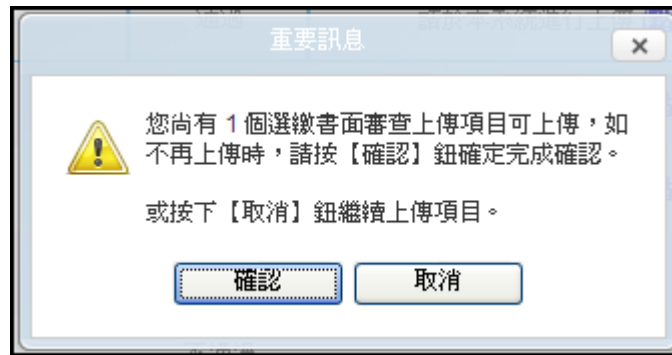 重要訊息
您尚有 1 個選繳書面審查上傳項目可上傳，如
不再上傳時，請按【確認】鈕確定完成確認。
或按下【取消】鈕繼續上傳項目。
確認
取消